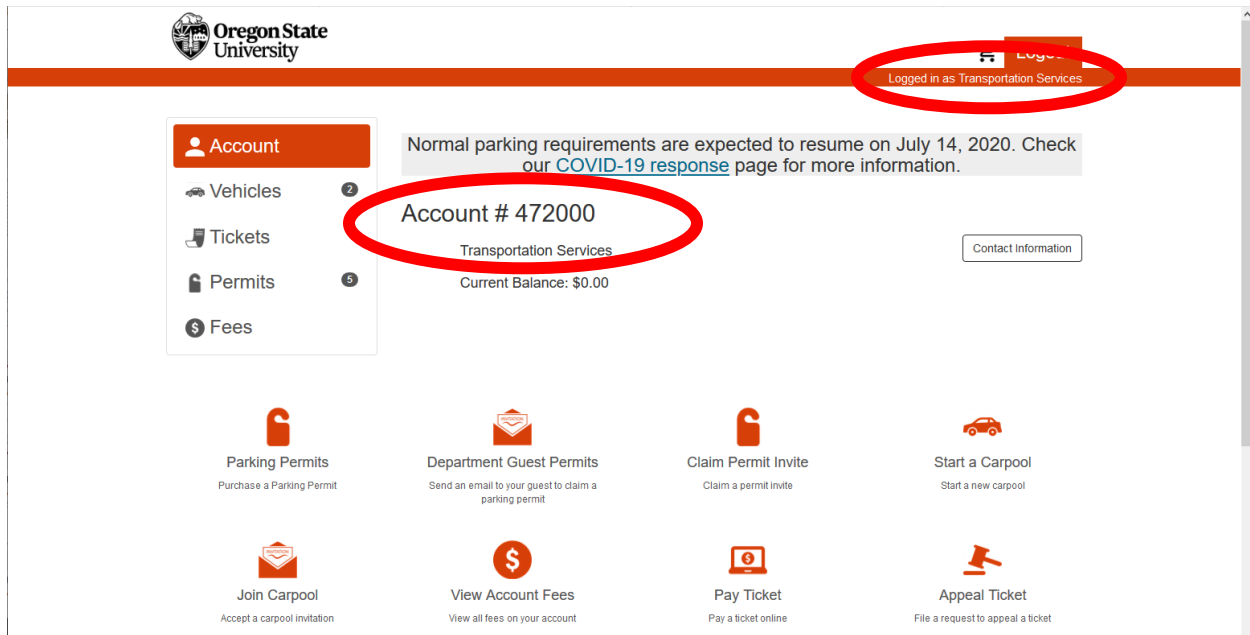 Oregon State
University
Logout
Logged in as Transportation Services
Account
Vehicles 2
Tickets
Permits 5
Fees
Normal parking requirements are expected to resume on July 14, 2020. Check
our COVID-19 response page for more information.
Account # 472000
Transportation Services
Contact Information
Current Balance: $0.00
Parking Permits
Purchase a Parking Permit
Department Guest Permits
Send an email to your guest to claim a
parking permit
Claim Permit Invite
Claim a permit invite
Start a Carpool
Start a new carpool
INVITATION
INVITATION
Join Carpool
Accept a carpool invitation
View Account Fees
View all fees on your account
Pay Ticket
Pay a ticket online
Appeal Ticket
File a request to appeal a ticket